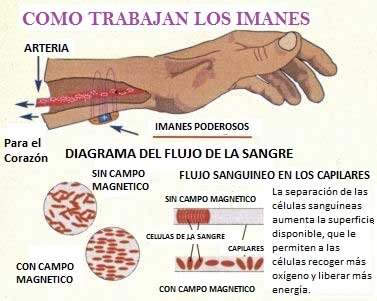 COMO TRABAJAN LOS IMANES
ARTERIA
Para el
Corazón
IMANES PODEROSOS
DIAGRAMA DEL FLUJO DE LA SANGRE
SIN CAMPO
MAGNETICO
CON CAMPO
MAGNETICO
FLUJO SANGUINEO EN LOS CAPILARES
SIN CAMPO MAGNETICO
CELULAS DE LA SANGRE
CAPILARES
CON CAMPO MAGNETICO
La separación de las
células sanguíneas
aumenta la superficie
disponible, que le
permiten a las
células recoger más
oxigeno y liberar más
energía.